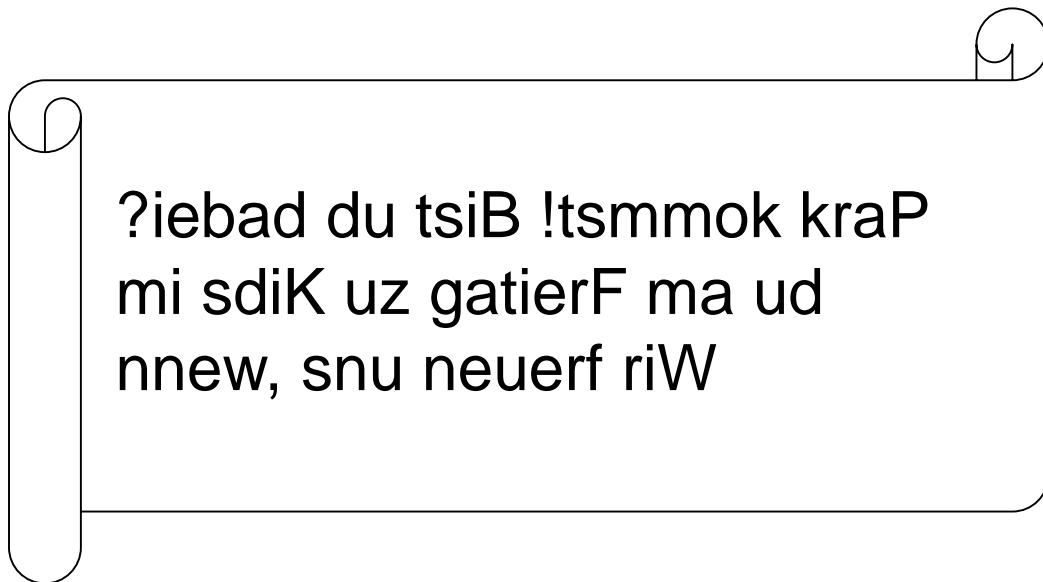 ?iebad du tsiB !tsmmok kraP
mi sdiK uz gatierF ma ud
nnew, snu neuerf riW